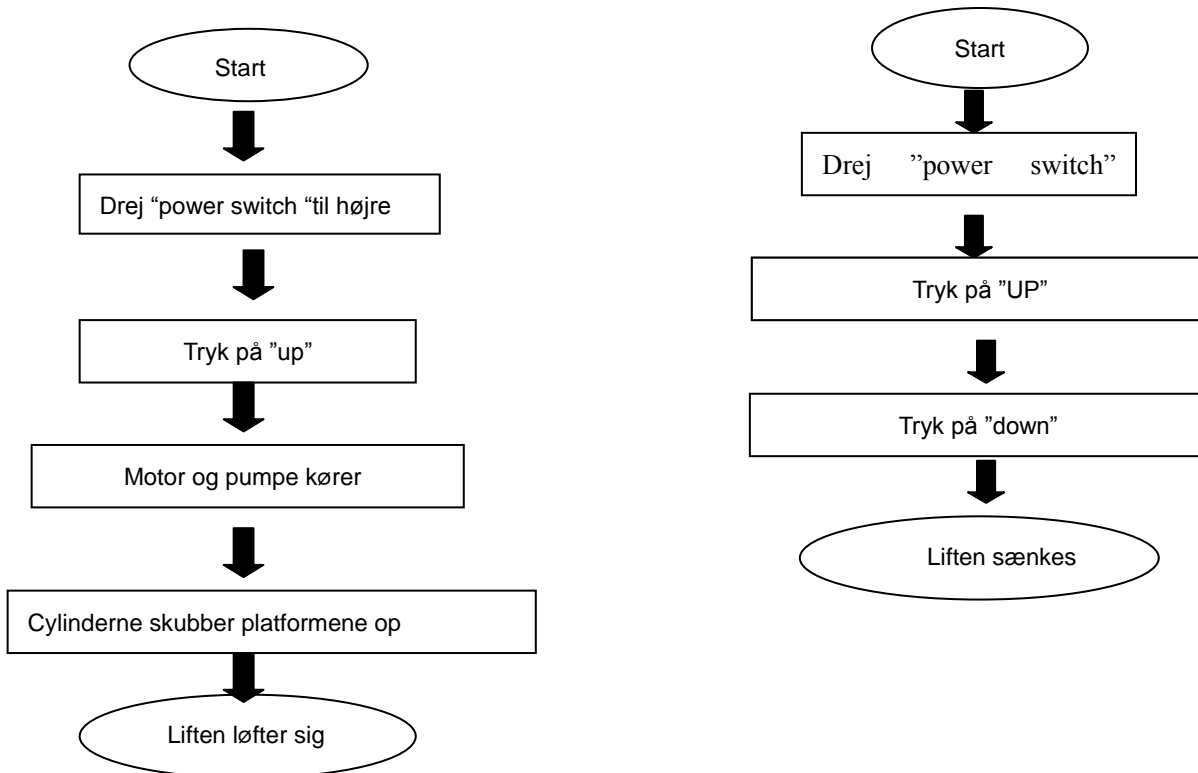 Start
Drej “power switch “til højre
Tryk på ”up”
Motor og pumpe kører
Cylinderne skubber platformene op
Liften løfter sig
Start
Drej ”power switch”
Tryk på ”UP”
Tryk på ”down”
Liften sænkes